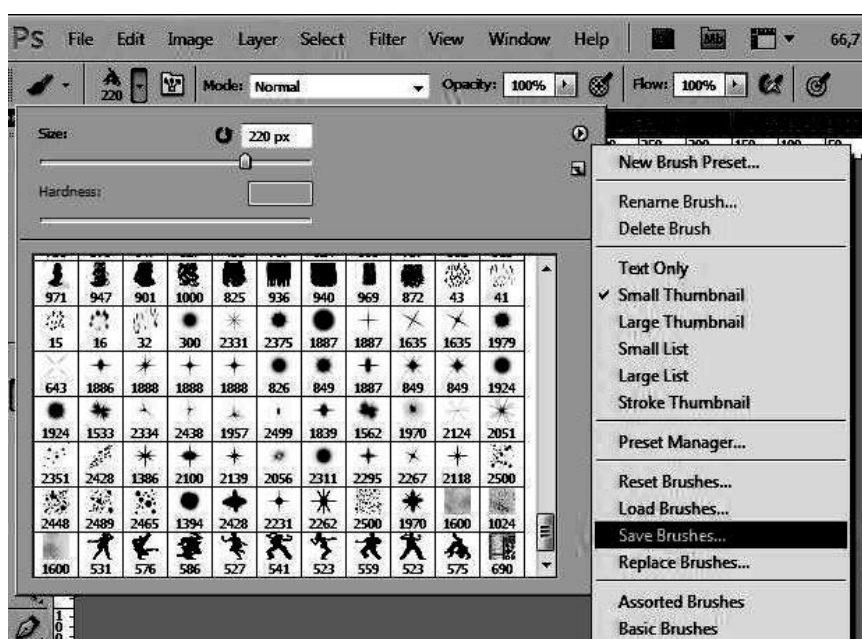 Ps File Edit Image Layer Select Filter View Window Help Mb 66,7
220 Mode: Normal Opacity: 100% Flow: 100%
Size: 220 px
Hardness:
971 947 901 1000 825 936 940 969 872 43 41
15 16 32 300 2331 2375 1887 1887 1635 1635 1979
643 1886 1888 1888 1888 826 849 1887 849 849 1924
1924 1533 2334 2438 1957 2499 1839 1562 1970 2124 2051
2351 2428 1386 2100 2139 2056 2311 2295 2267 2118 2500
2448 2489 2465 1394 2428 2231 2262 2500 1970 1600 1024
1600 531 576 586 527 541 523 559 523 575 690
New Brush Preset...
Rename Brush...
Delete Brush
Text Only
Small Thumbnail
Large Thumbnail
Small List
Large List
Stroke Thumbnail
Preset Manager...
Reset Brushes...
Load Brushes...
Save Brushes...
Replace Brushes...
Assorted Brushes
Basic Brushes